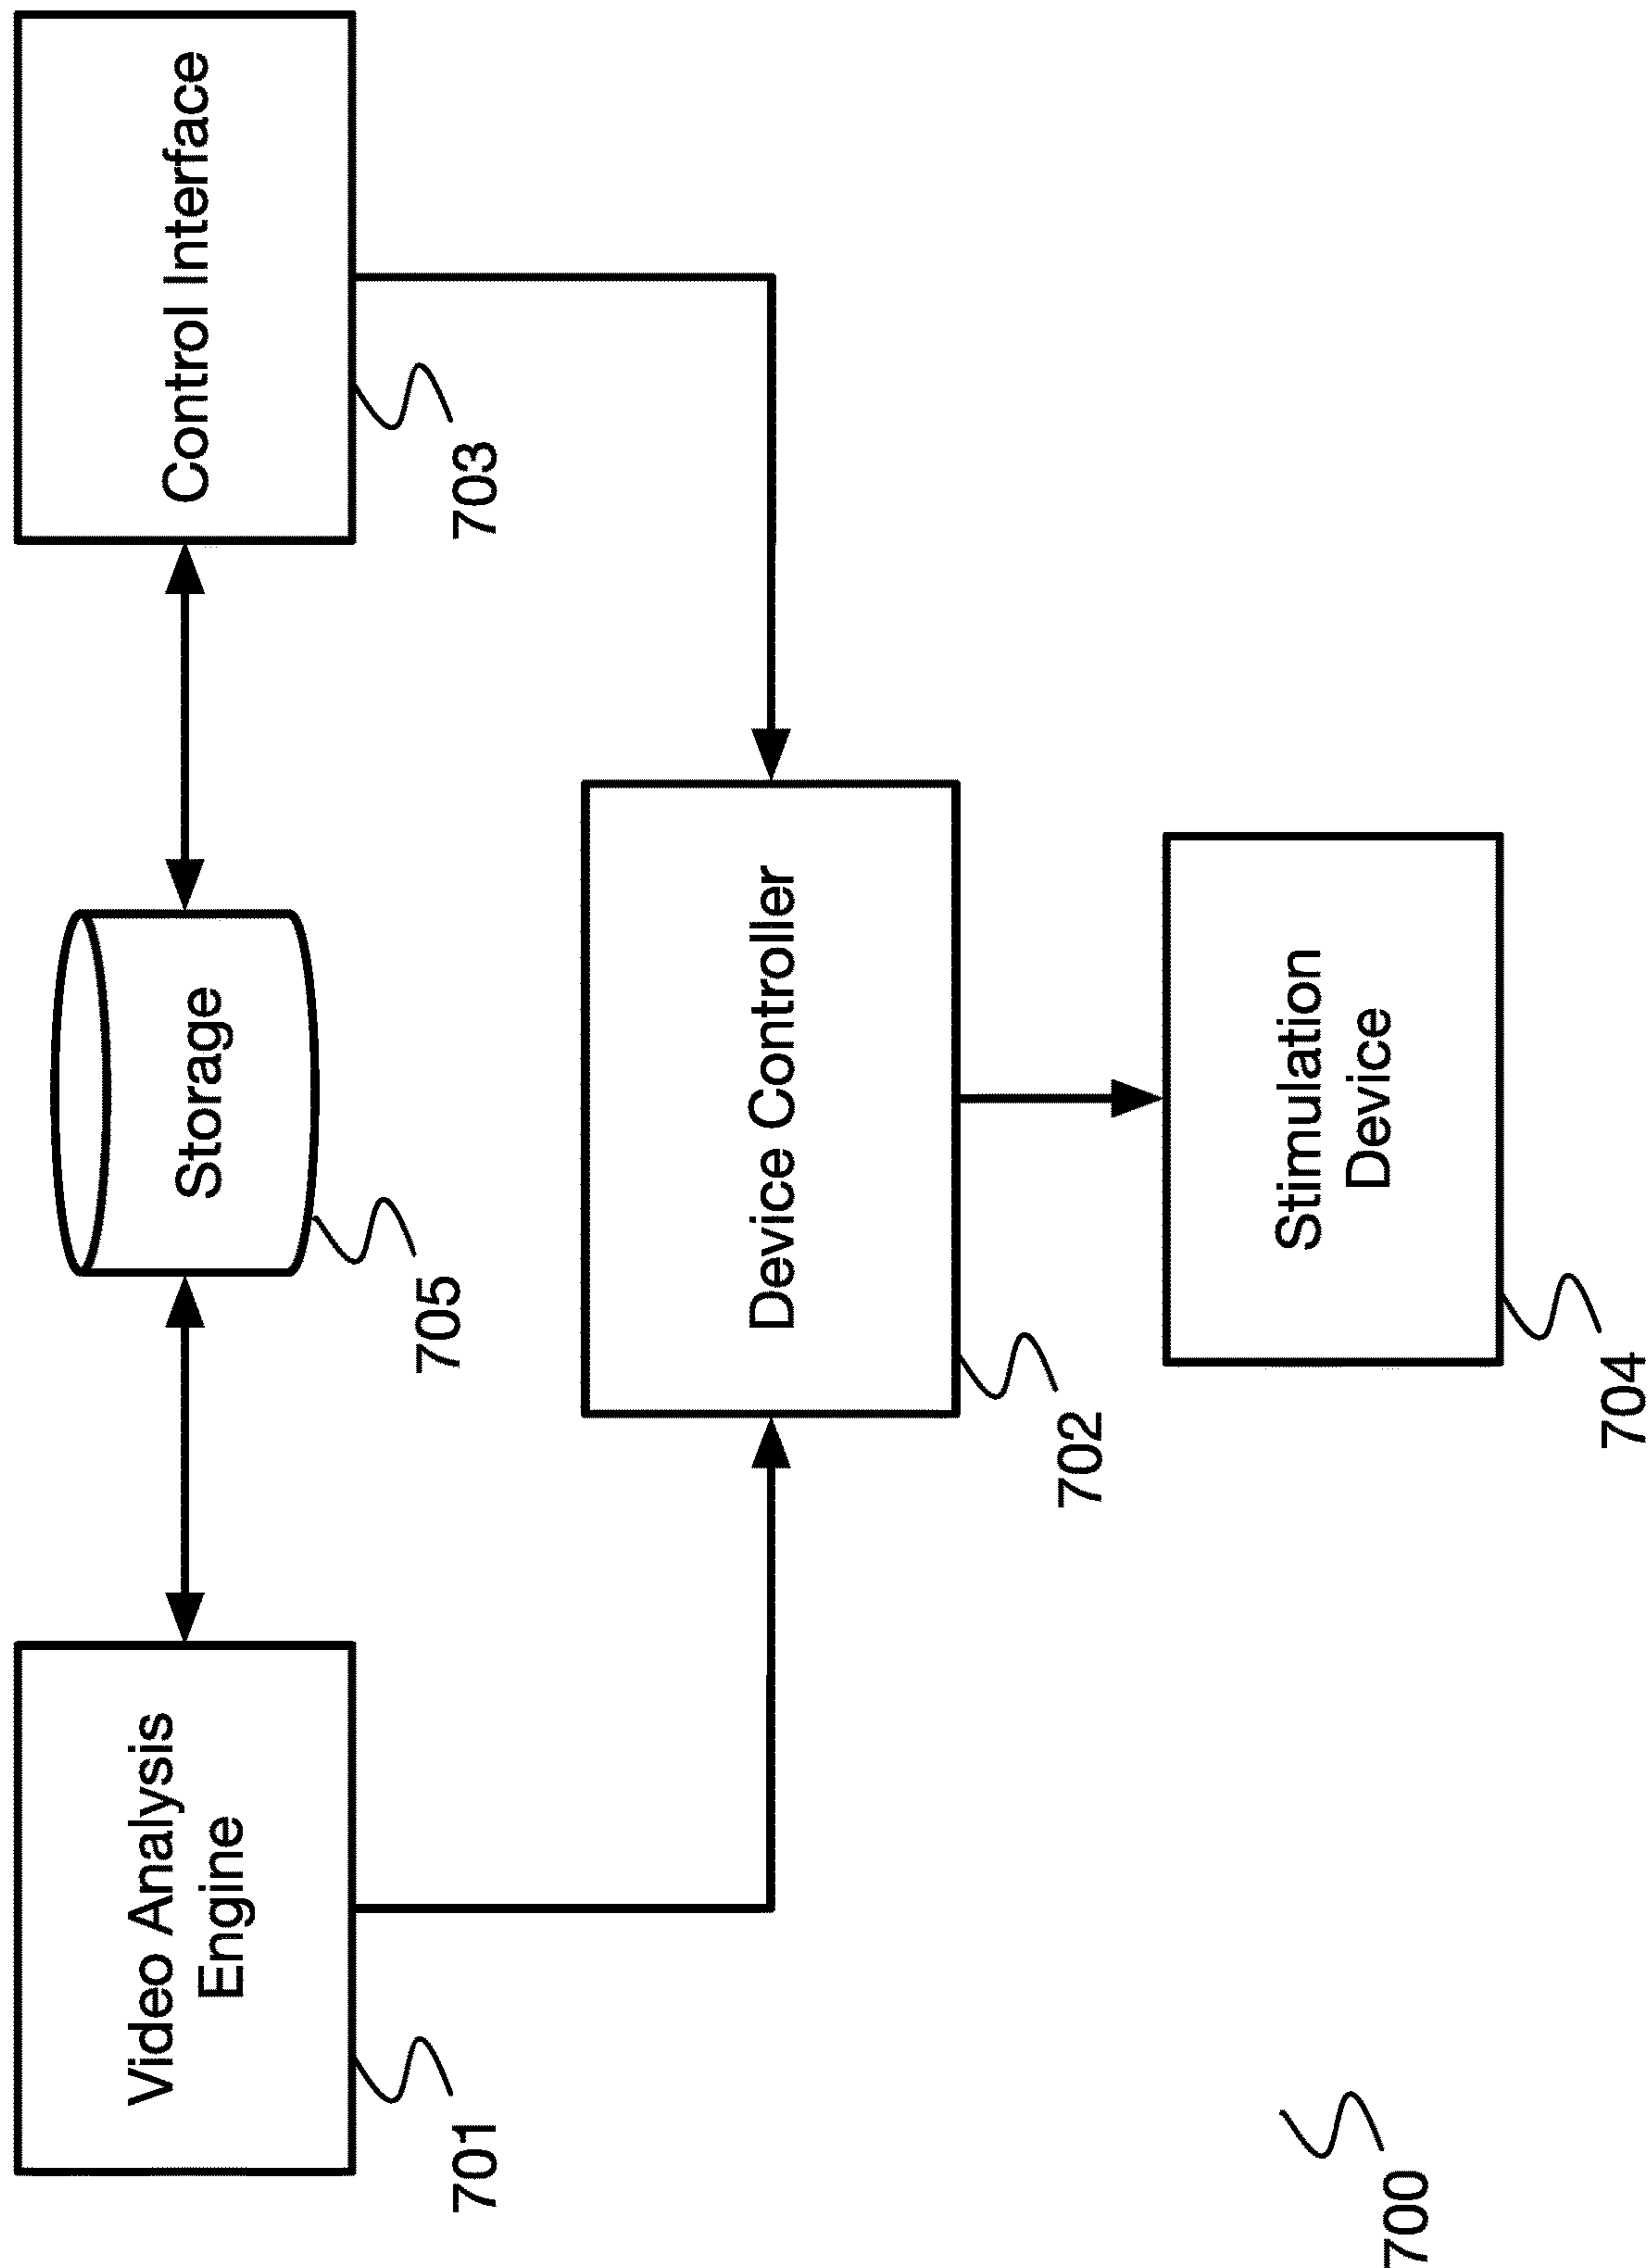 Video Analysis
Engine
701
Storage
705
Control Interface
703
Device Controller
702
Stimulation
Device
704
700